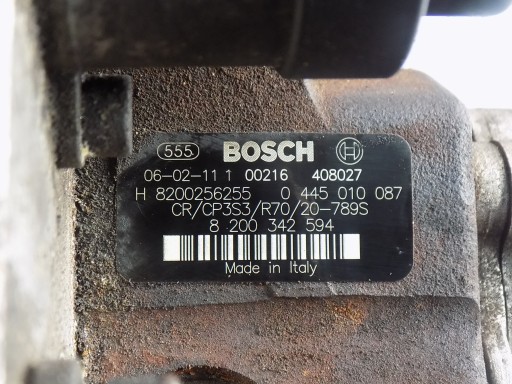 555 BOSCH
06-02-11 1 00216 408027
H 8200256255 0 445 010 087
CR/CP3S3/R70/20-789S
8 200 342 594
Made in Italy